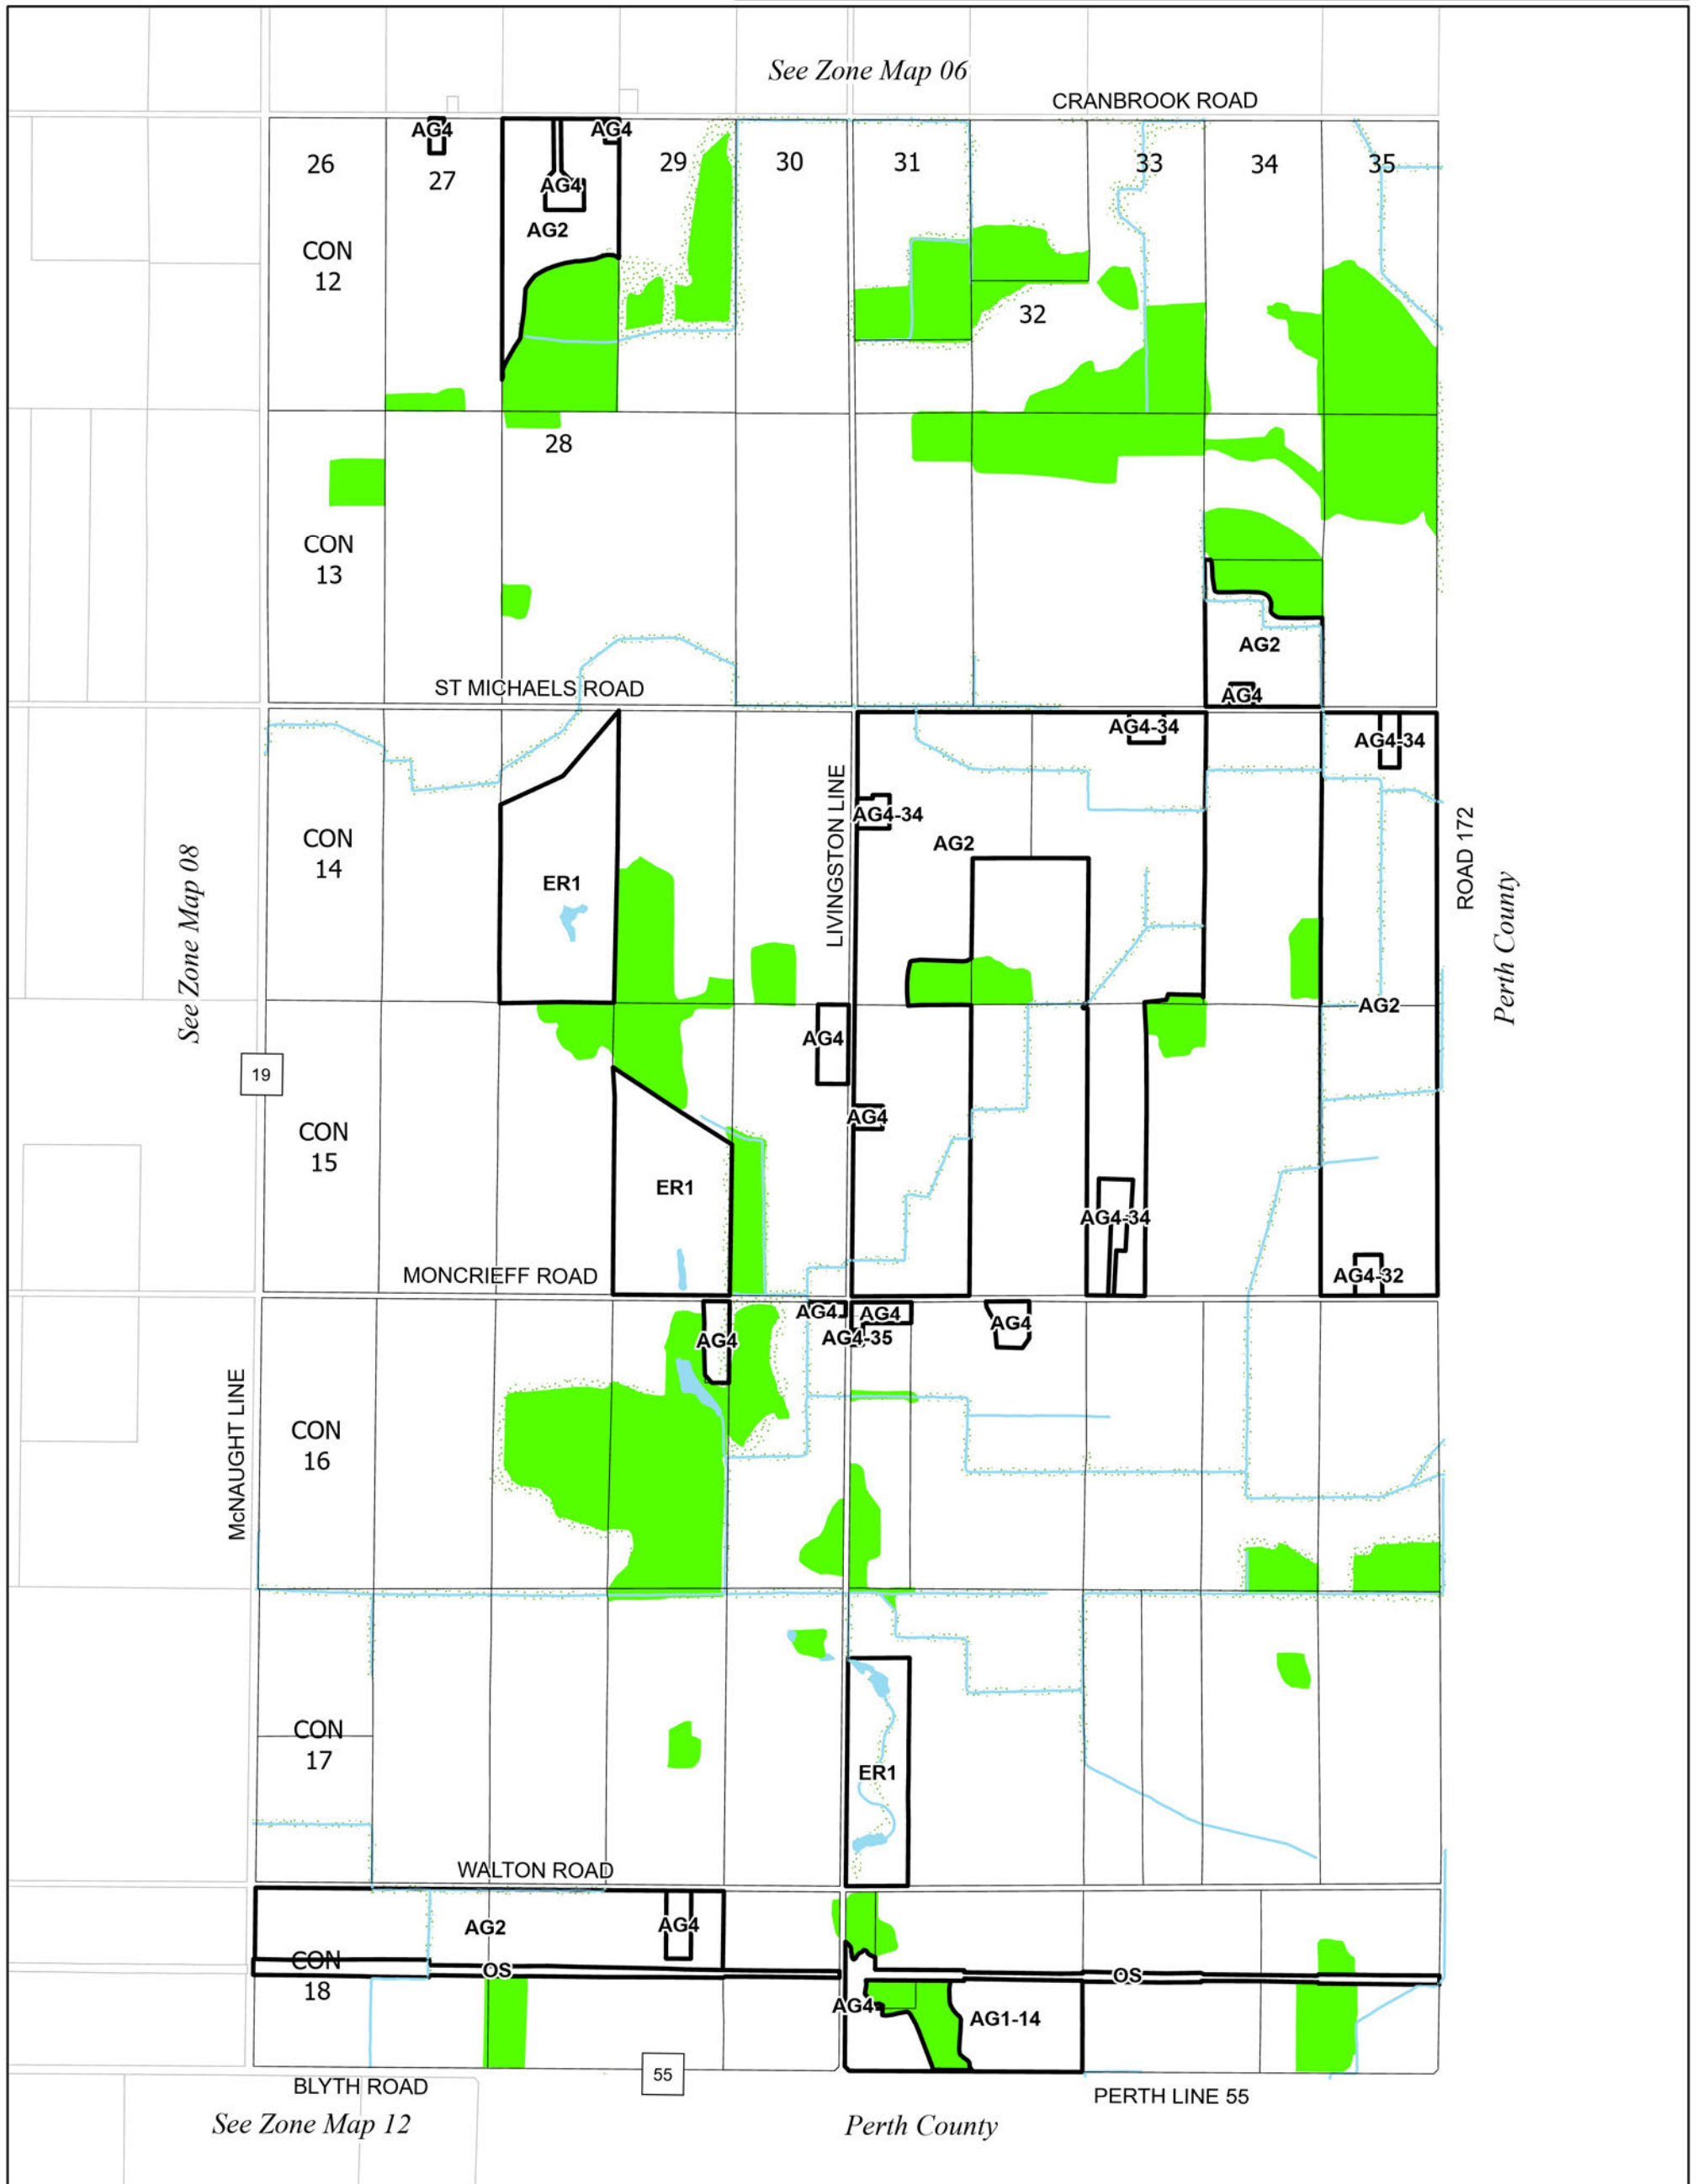 See Zone Map 06
CRANBROOK ROAD
AG4
AG4
26
27
29
30
31
33
34
35
AG4
AG2
CON
12
32
28
CON
13
AG2
ST MICHAELS ROAD
AG4
AG4-34
AG4-34
LIVINGSTON LINE
AG4-34
AG2
ROAD 172
CON
14
See Zone Map 08
Perth County
ER1
AG2
AG4
19
AG4
CON
15
ER1
AG4-34
MONCRIEFF ROAD
AG4-32
AG4
AG4
AG4
AG4
AG4-35
McNAUGHT LINE
CON
16
CON
17
ER1
WALTON ROAD
AG2
AG4
CON
18
OS
OS
AG4
AG1-14
55
BLYTH ROAD
PERTH LINE 55
See Zone Map 12
Perth County